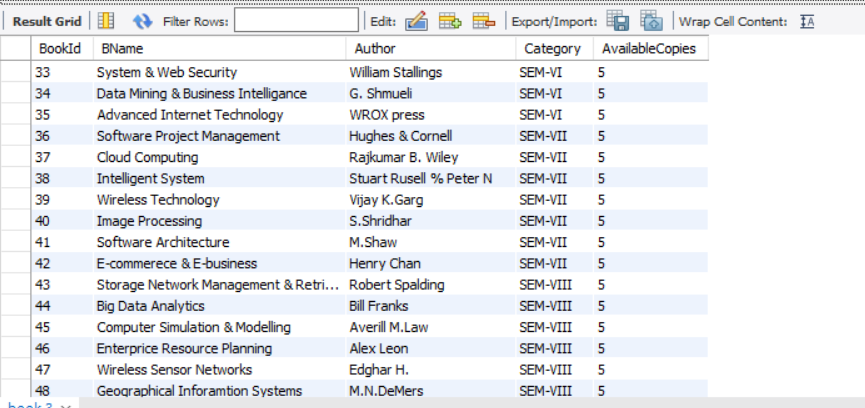 Result Grid Filter Rows: Edit: Export/Import: Wrap Cell Content:
BookId BName Author Category AvailableCopies
33 System & Web Security William Stallings SEM-VI 5
34 Data Mining & Business Intelligance G. Shmueli SEM-VI 5
35 Advanced Internet Technology WROX press SEM-VI 5
36 Software Project Management Hughes & Cornell SEM-VII 5
37 Cloud Computing Rajkumar B. Wiley SEM-VII 5
38 Intelligent System Stuart Rusell % Peter N SEM-VII 5
39 Wireless Technology Vijay K.Garg SEM-VII 5
40 Image Processing S.Shridhar SEM-VII 5
41 Software Architecture M.Shaw SEM-VII 5
42 E-commerece & E-business Henry Chan SEM-VII 5
43 Storage Network Management & Retri... Robert Spalding SEM-VIII 5
44 Big Data Analytics Bill Franks SEM-VIII 5
45 Computer Simulation & Modelling Averill M.Law SEM-VIII 5
46 Enterprice Resource Planning Alex Leon SEM-VIII 5
47 Wireless Sensor Networks Edghar H. SEM-VIII 5
48 Geographical Inforamtion Systems M.N.DeMers SEM-VIII 5
book 3